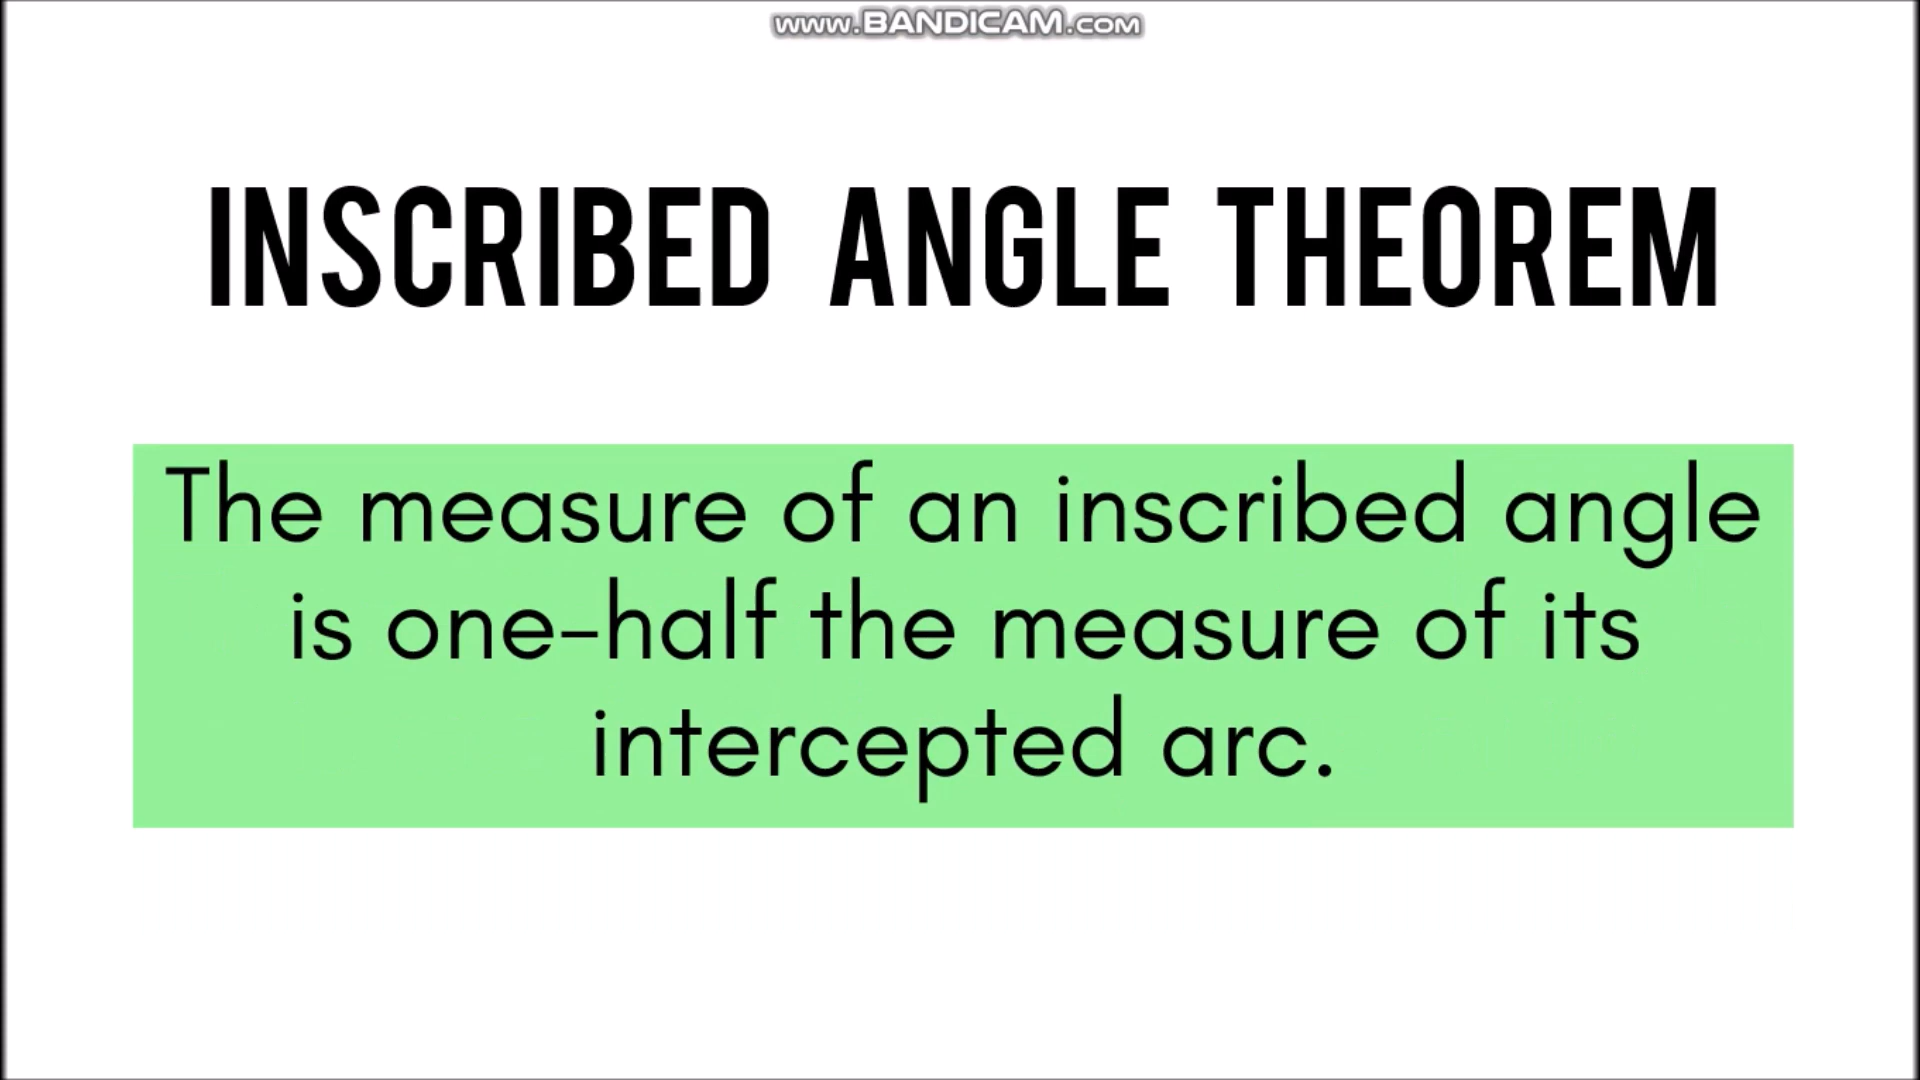 www.BANDICAM.com
INSCRIBED ANGLE THEOREM
The measure of an inscribed angle
is one-half the measure of its
intercepted arc.